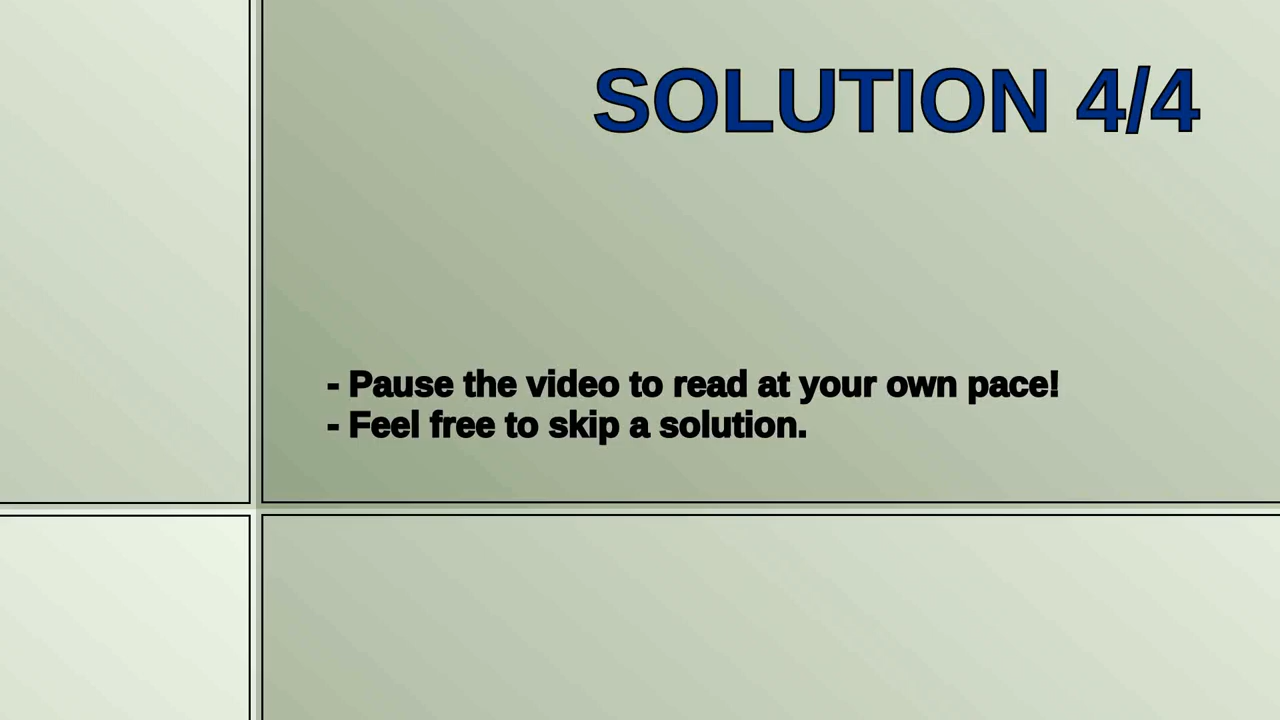 SOLUTION 4/4
- Pause the video to read at your own pace!
- Feel free to skip a solution.